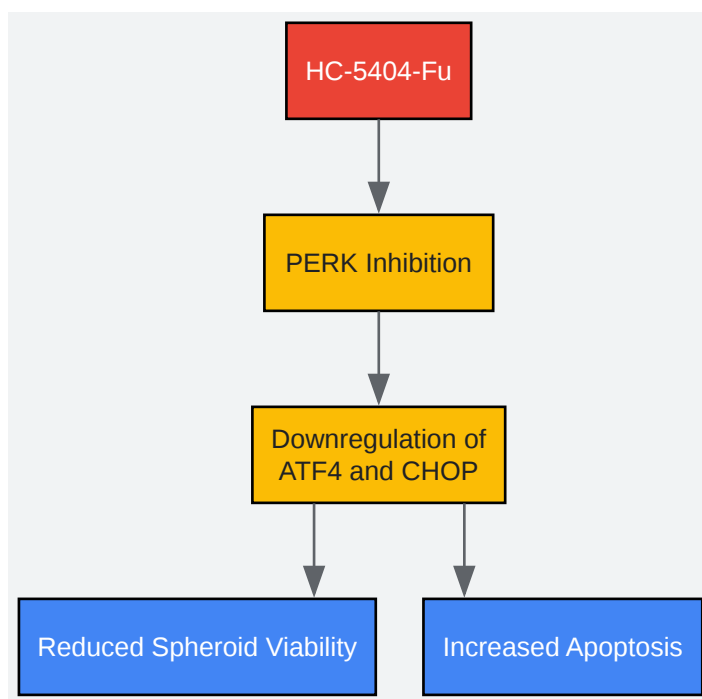 HC-5404-Fu
PERK Inhibition
Downregulation of
ATF4 and CHOP
Reduced Spheroid Viability
Increased Apoptosis